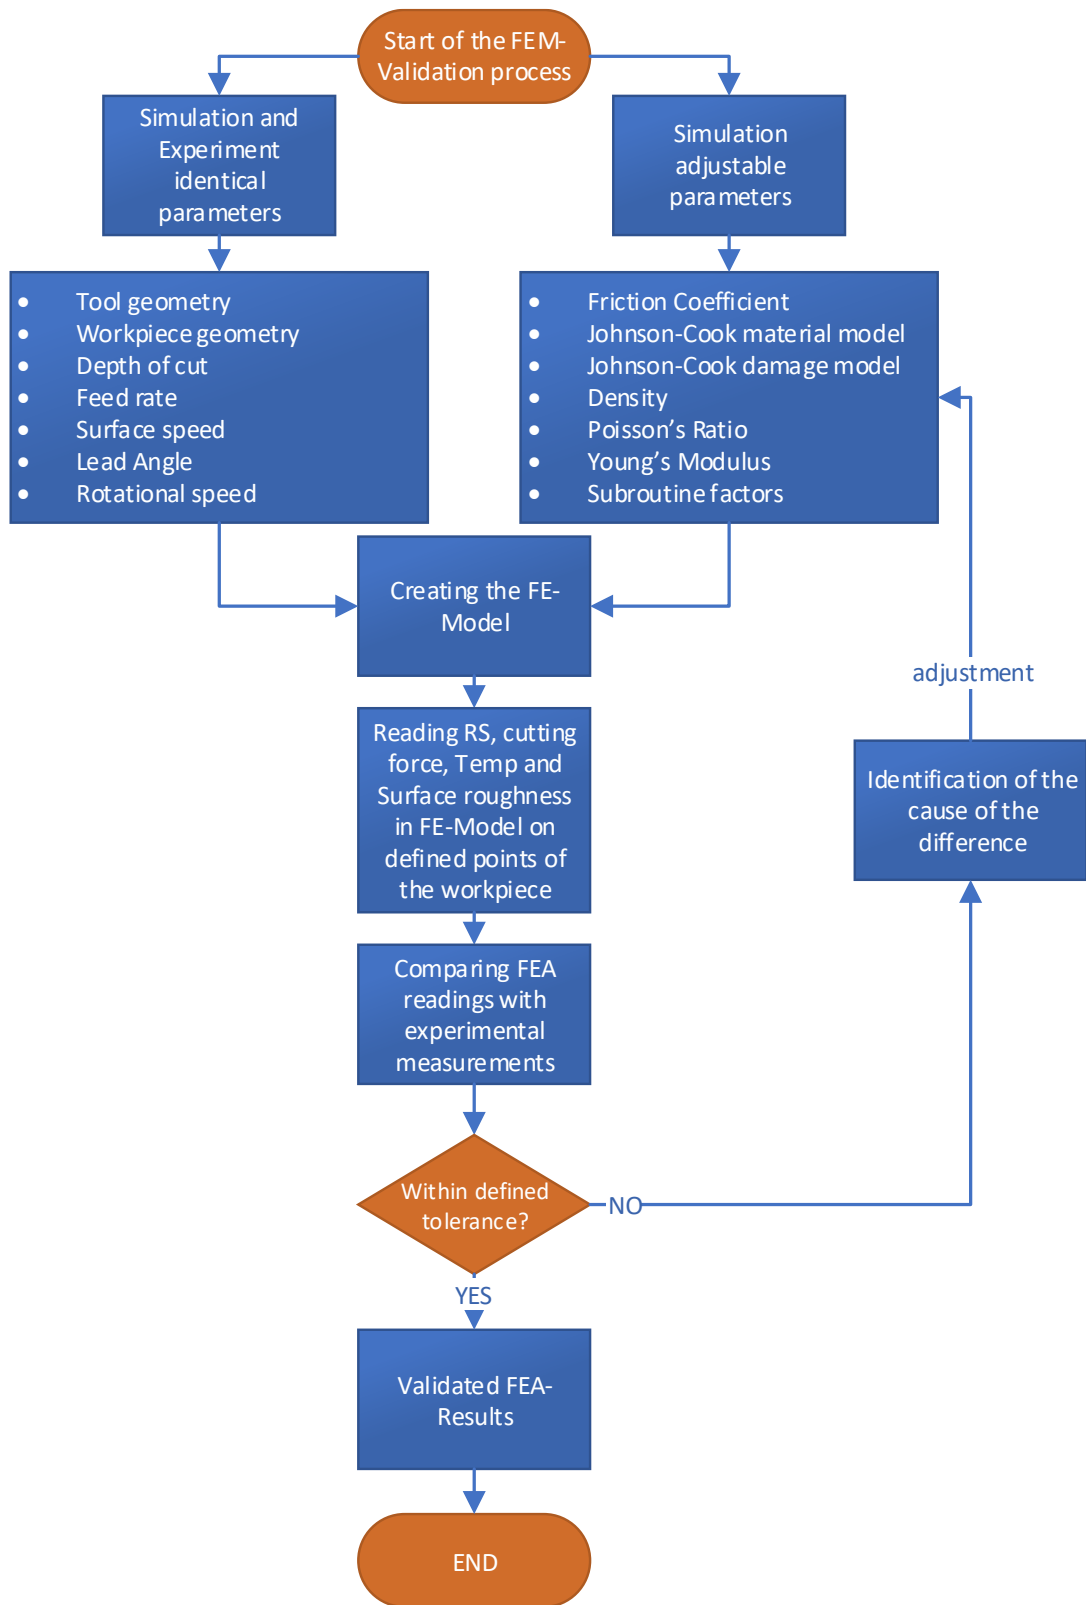 Start of the FEM-
Validation process
Simulation and
Experiment
identical
parameters
Simulation
adjustable
parameters
• Tool geometry
• Workpiece geometry
• Depth of cut
• Feed rate
• Surface speed
• Lead Angle
• Rotational speed
• Friction Coefficient
• Johnson-Cook material model
• Johnson-Cook damage model
• Density
• Poisson’s Ratio
• Young’s Modulus
• Subroutine factors
Creating the FE-
Model
adjustment
Reading RS, cutting
force, Temp and
Surface roughness
in FE-Model on
defined points of
the workpiece
Identification of the
cause of the
difference
Comparing FEA
readings with
experimental
measurements
Within defined
tolerance?
NO
YES
Validated FEA-
Results
END